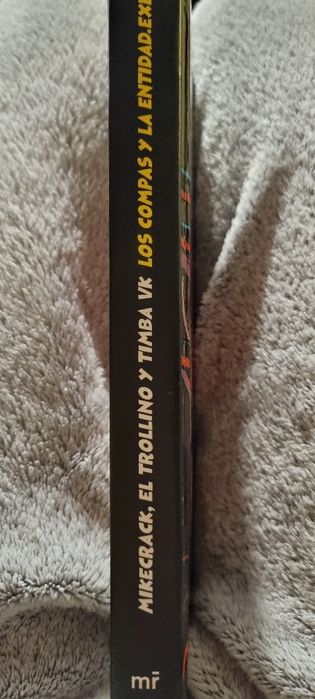 MIKECRACK, EL TROLLINO Y TIMBA VK LOS COMPAS Y LA ENTIDAD.EXE
mr